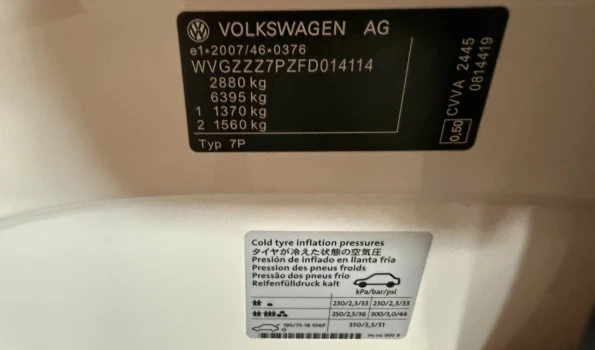 VOLKSWAGEN AG
e1*2007/46*0376
WVGZZZ7PZFD014114
2880 kg
6395 kg
1 1370 kg
2 1560 kg
Typ 7P
CVVA 2445
0814419
0,50
Cold tyre inflation pressures
タイヤが冷えた状態の空気圧
Presión de inflado en llanta fría
Pression des pneus froids
Pressão dos pneus frio
Reifenfülldruck kalt
kPa/bar/psi
230/2,3/33 230/2,3/33
250/2,5/36 300/3,0/44
350/3,5/51